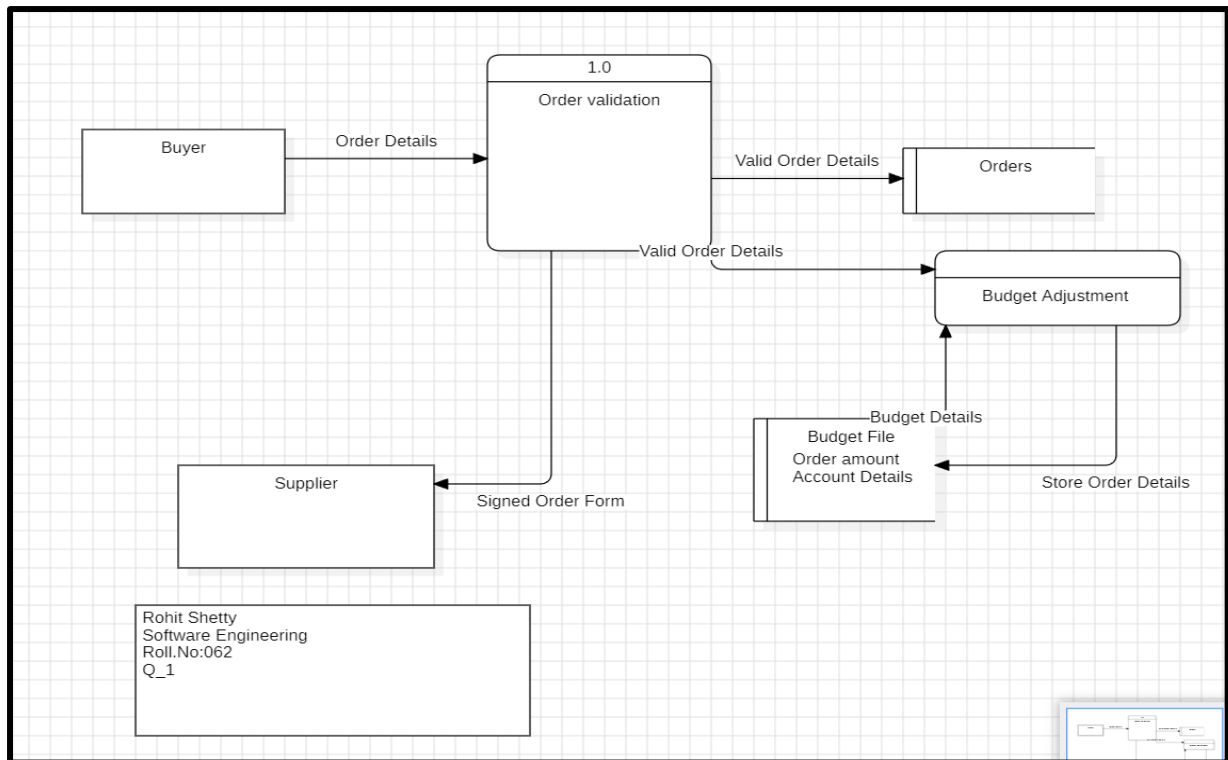 1.0
Order validation
Buyer
Order Details
Valid Order Details
Orders
Valid Order Details
Budget Adjustment
Budget Details
Budget File
Order amount
Account Details
Store Order Details
Supplier
Signed Order Form
Rohit Shetty
Software Engineering
Roll.No:062
Q_1